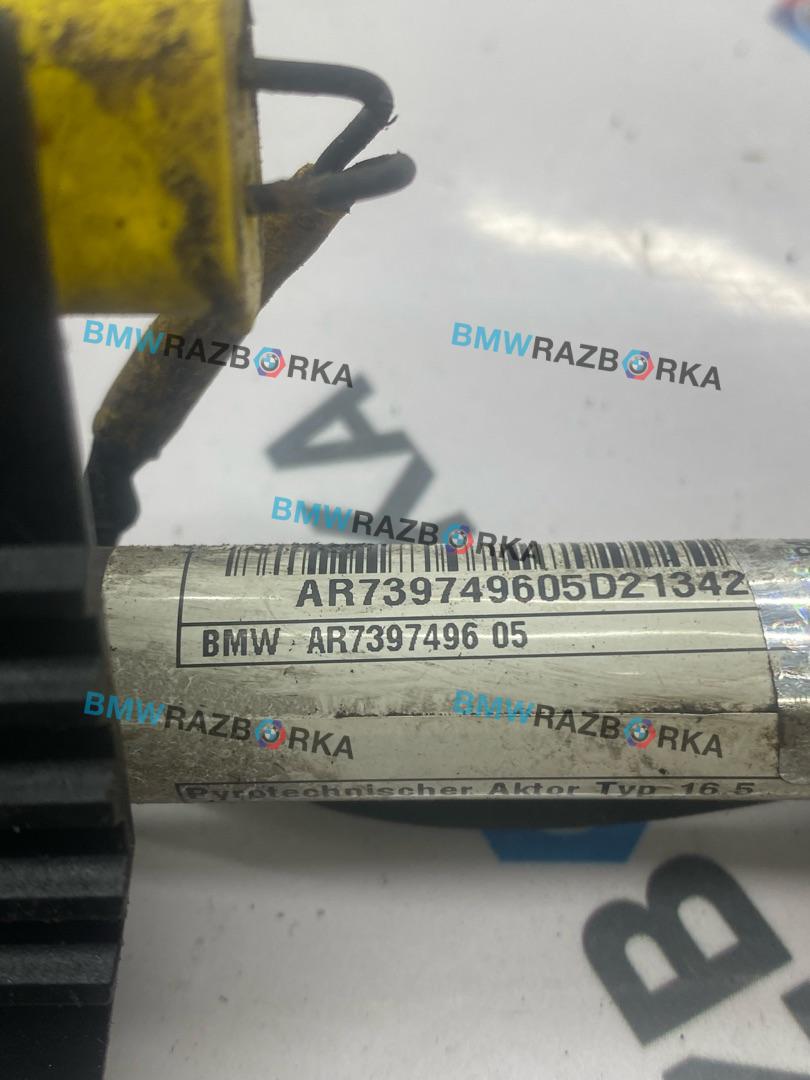 BMWRAZBORKA
BMWRAZBORKA
BMWRAZBORKA
AR739749605D21342
BMW AR7397496 05
BMWRAZBORKA
BMWRAZBORKA
Pyrotechnischer Aktor Typ 16.5
B